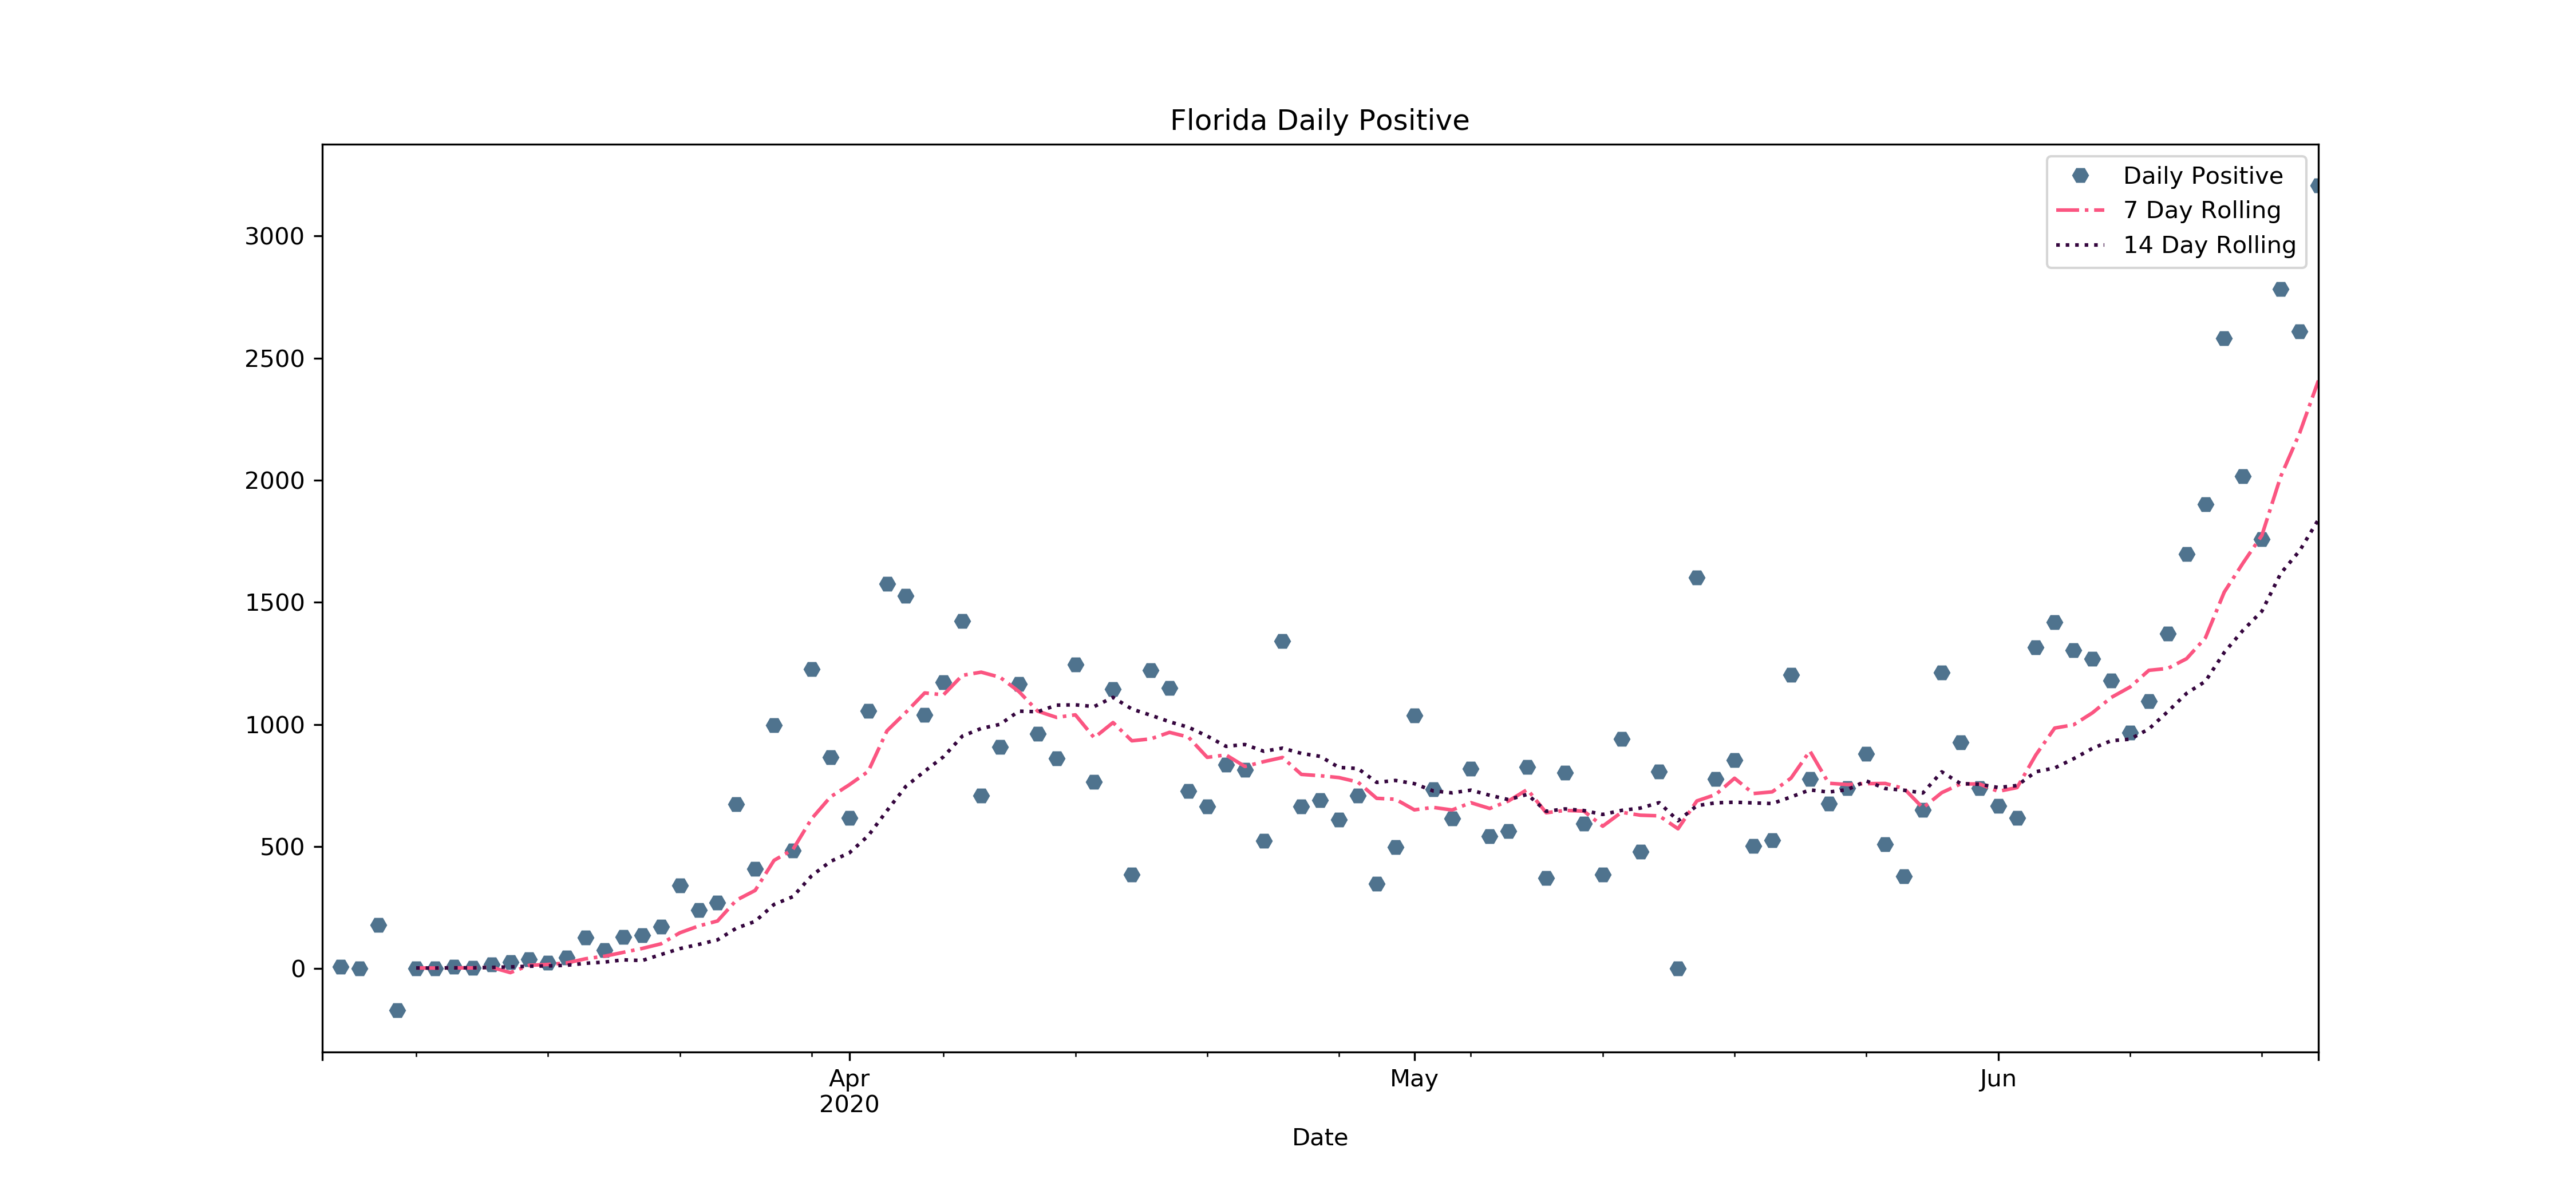 Florida Daily Positive
Daily Positive
7 Day Rolling
14 Day Rolling
3000
2500
2000
1500
1000
500
0
Apr
2020
May
Jun
Date